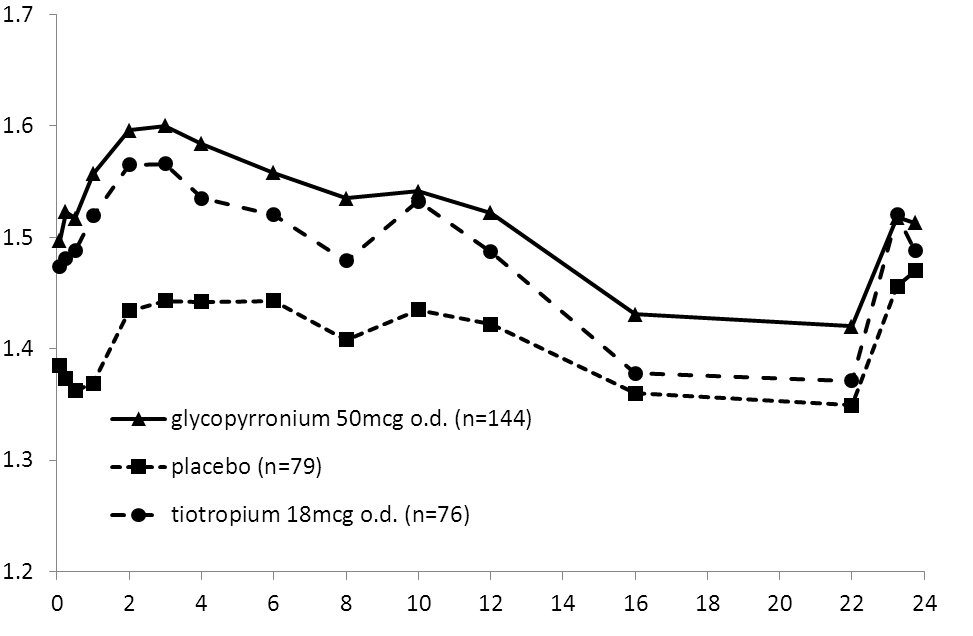 1.7
1.6
1.5
1.4
1.3
1.2
glycopyrronium 50mcg o.d. (n=144)
placebo (n=79)
tiotropium 18mcg o.d. (n=76)
0 2 4 6 8 10 12 14 16 18 20 22 24